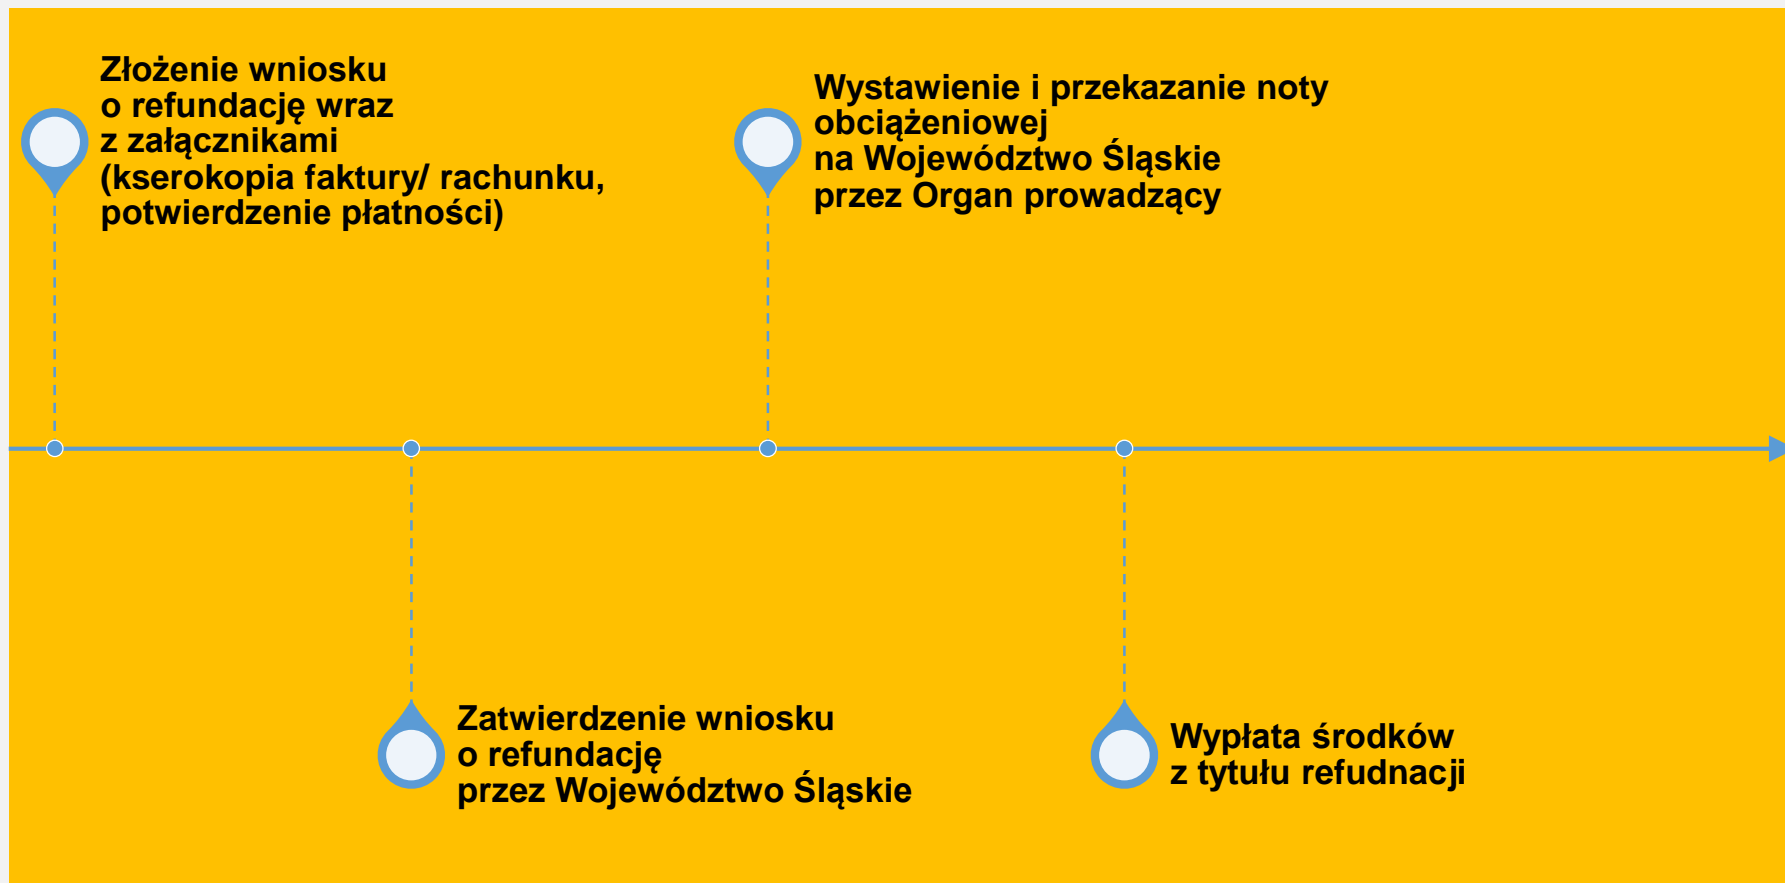 Złożenie wniosku
o refundację wraz
z załącznikami
(kserokopia faktury/ rachunku,
potwierdzenie płatności)
Zatwierdzenie wniosku
o refundację
przez Województwo Śląskie
Wystawienie i przekazanie noty
obciążeniowej
na Województwo Śląskie
przez Organ prowadzący
Wypłata środków
z tytułu refudnacji